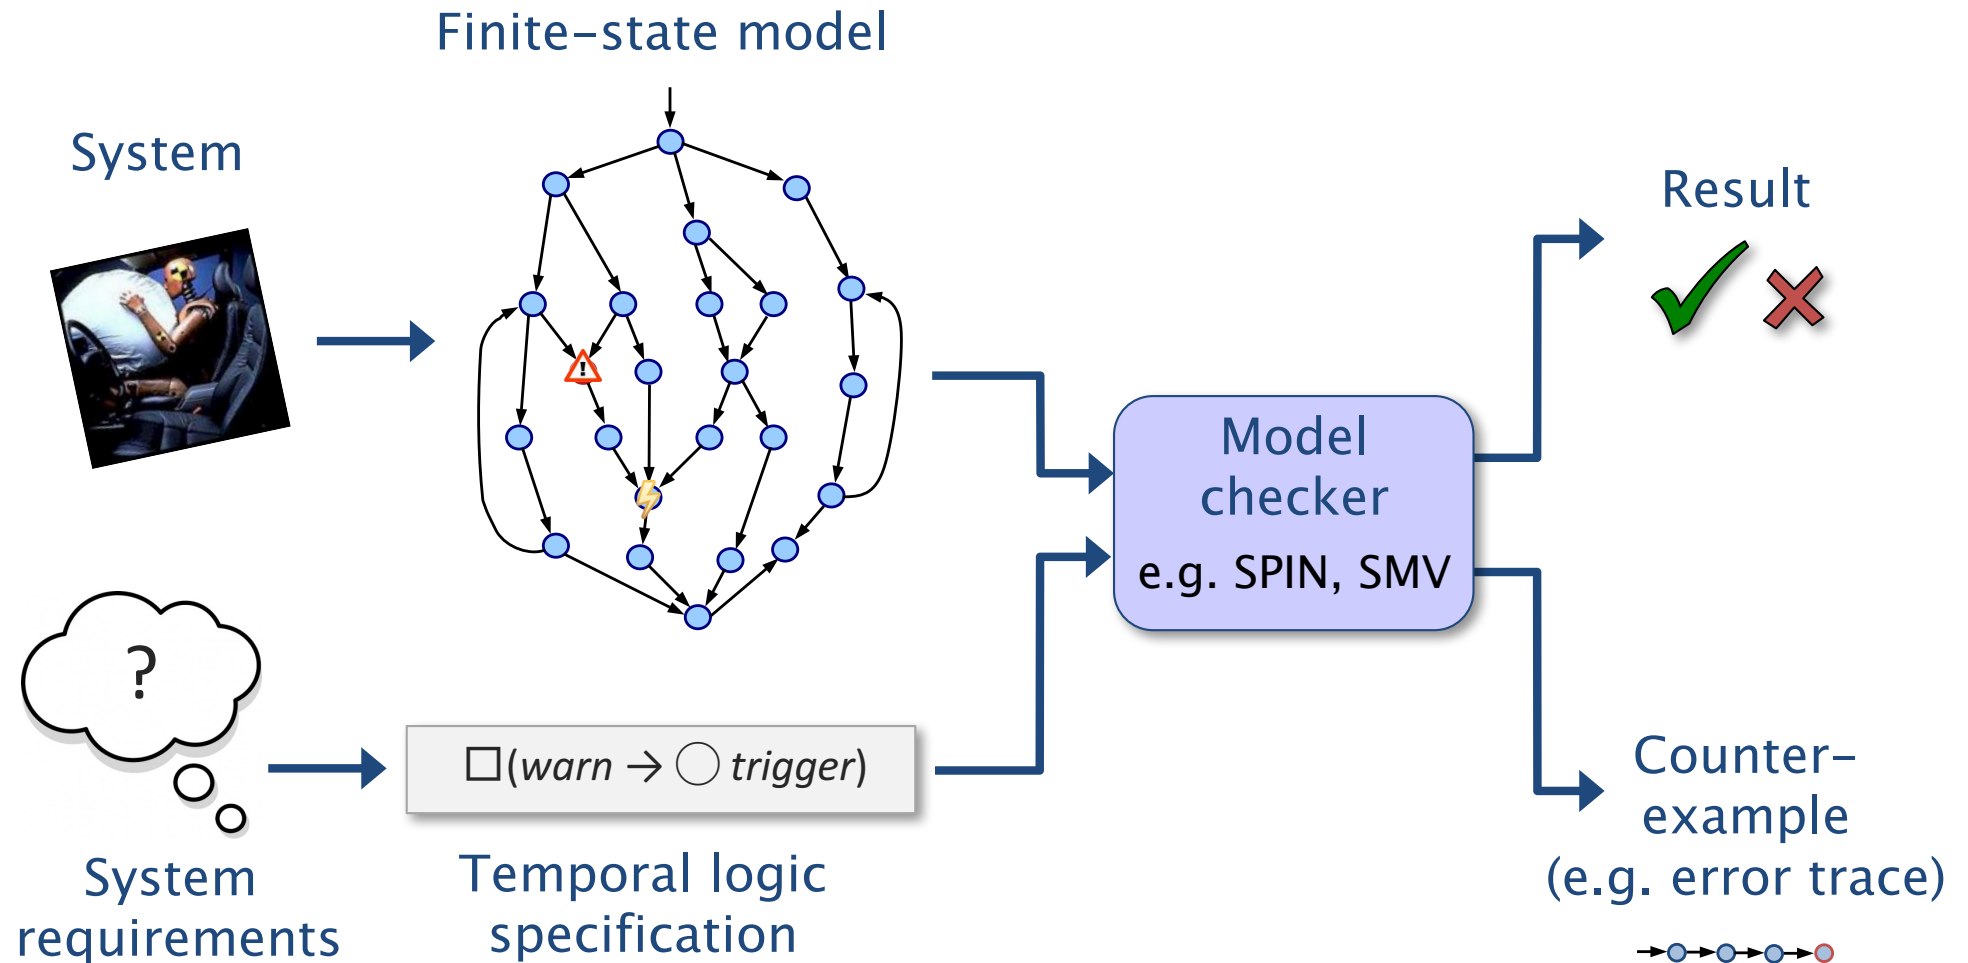 Finite-state model
System
Result
Model
checker
e.g. SPIN, SMV
?
□(warn → ◯ trigger)
System
requirements
Temporal logic
specification
Counter-
example
(e.g. error trace)